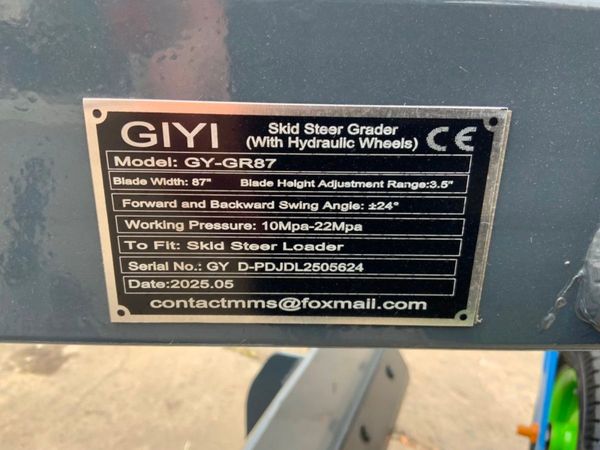 GIYI
Skid Steer Grader
(With Hydraulic Wheels)
CE
Model: GY-GR87
Blade Width: 87" Blade Height Adjustment Range:3.5"
Forward and Backward Swing Angle: ±24°
Working Pressure: 10Mpa-22Mpa
To Fit: Skid Steer Loader
Serial No.: GY D-PDJDL2505624
Date:2025.05
contactmms@foxmail.com